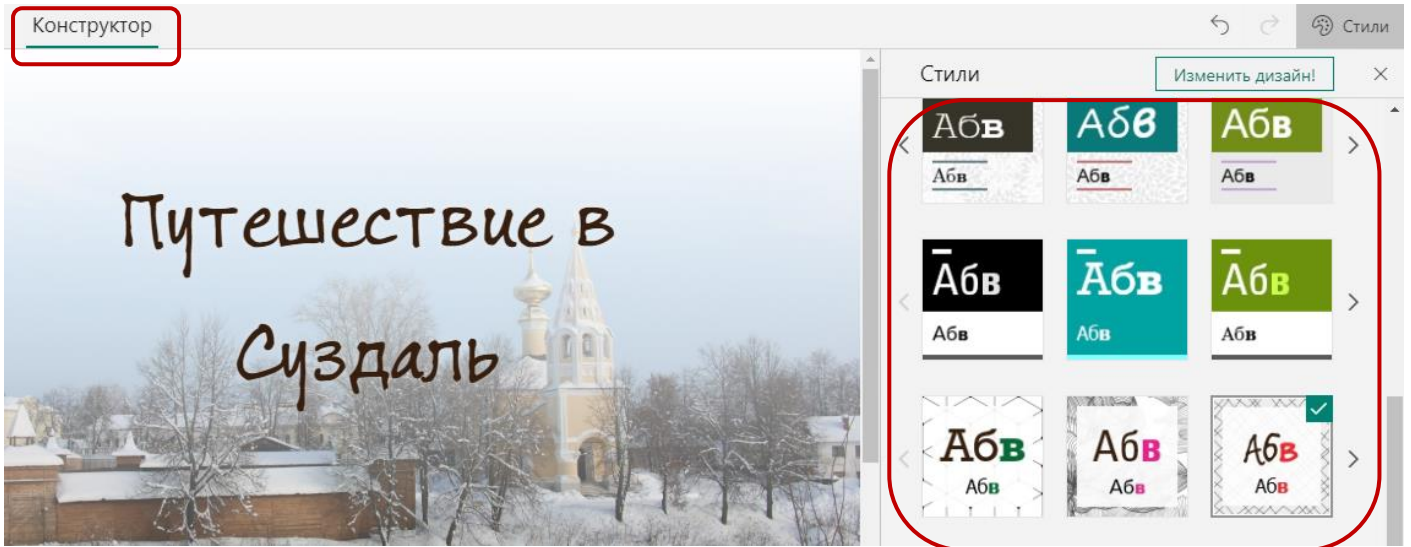 Конструктор
Стили
Стили
Изменить дизайн!
Путешествие в
Суздаль
Абв Абв Абв
Абв Абв Абв
Абв Абв Абв
Абв Абв Абв
Абв Абв Абв
Абв Абв Абв